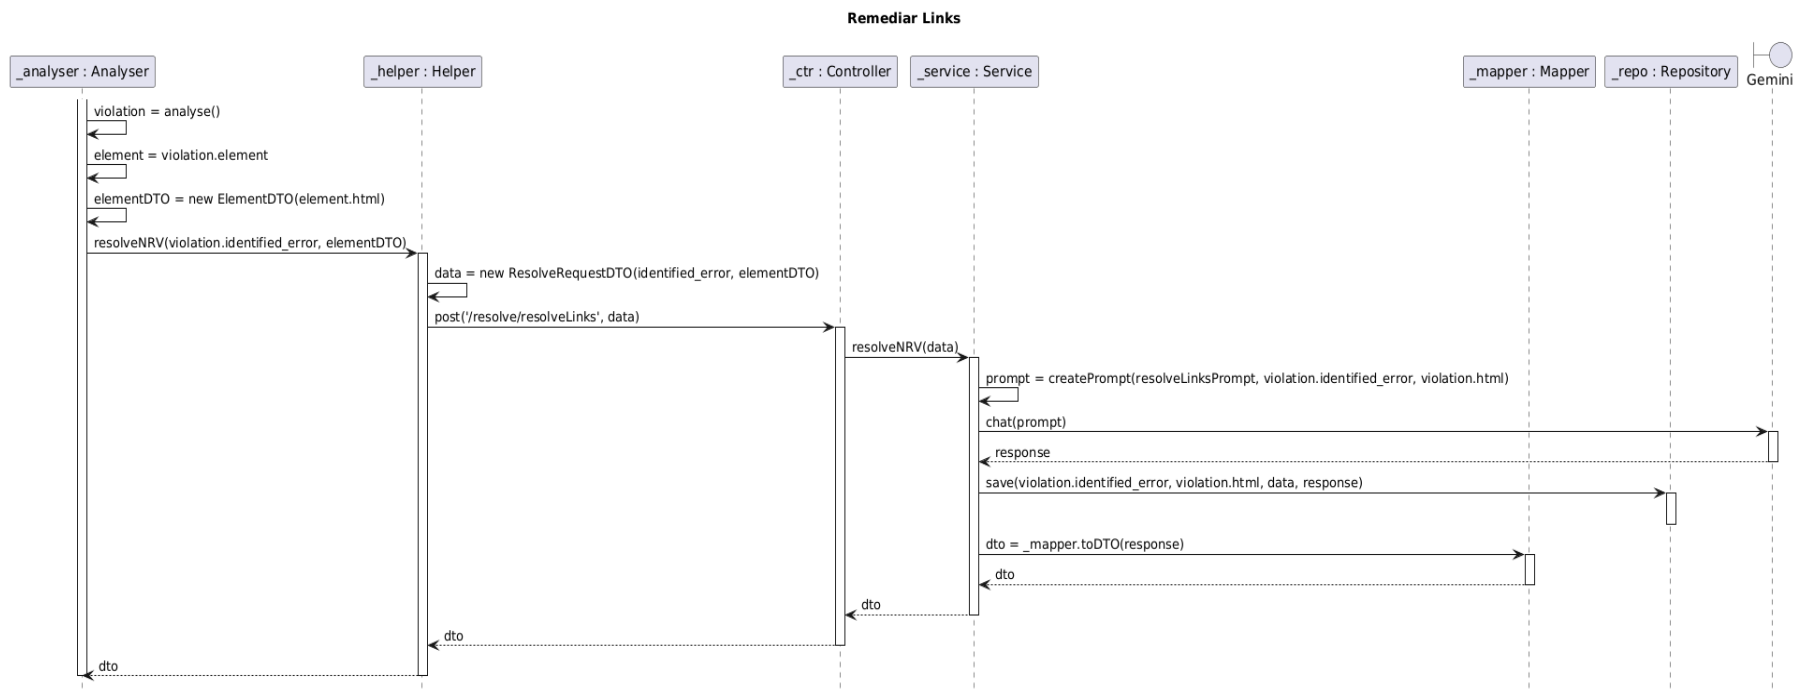 Remediar Links
_analyser : Analyser
_helper : Helper
_ctr : Controller
_service : Service
_mapper : Mapper
_repo : Repository
Gemini
violation = analyse()
element = violation.element
elementDTO = new ElementDTO(element.html)
resolveNRV(violation.identified_error, elementDTO)
data = new ResolveRequestDTO(identified_error, elementDTO)
post('/resolve/resolveLinks', data)
resolveNRV(data)
prompt = createPrompt(resolveLinksPrompt, violation.identified_error, violation.html)
chat(prompt)
response
save(violation.identified_error, violation.html, data, response)
dto = _mapper.toDTO(response)
dto
dto
dto
dto